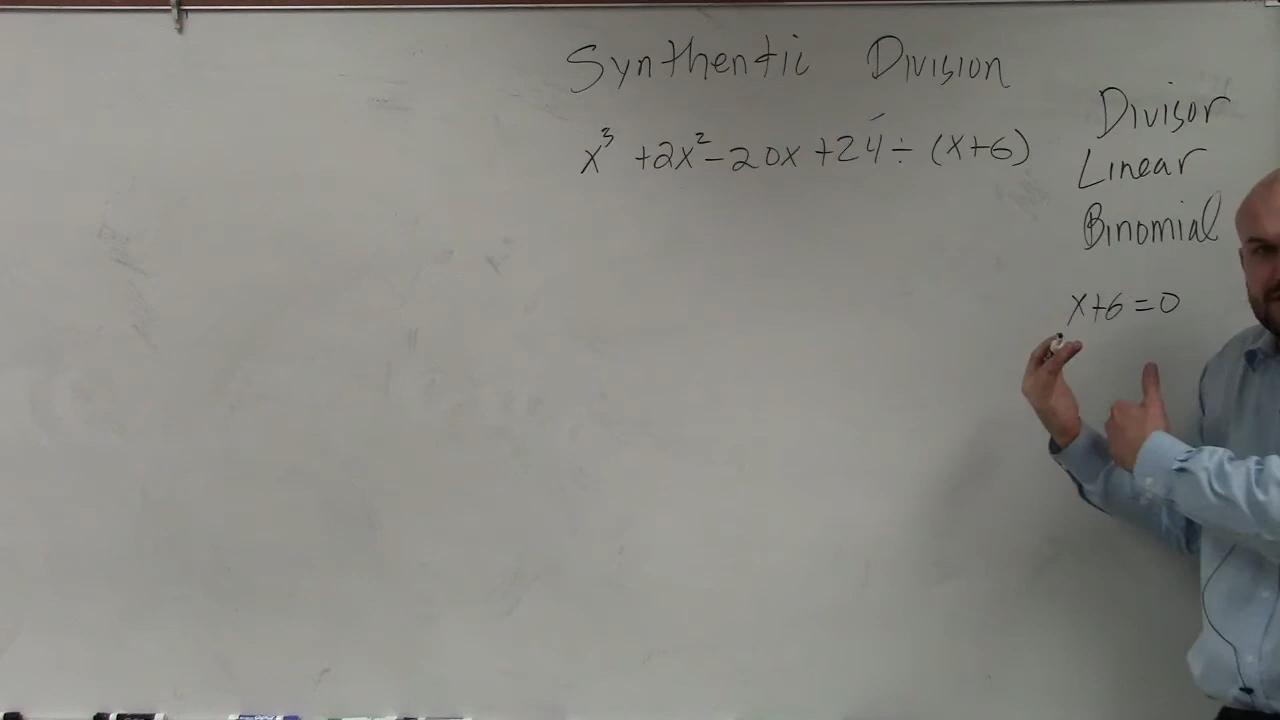 Synthentic Division
x³ +2x² - 20x +24 ÷ (x+6)
Divisor
Linear
Binomial
x+6=0